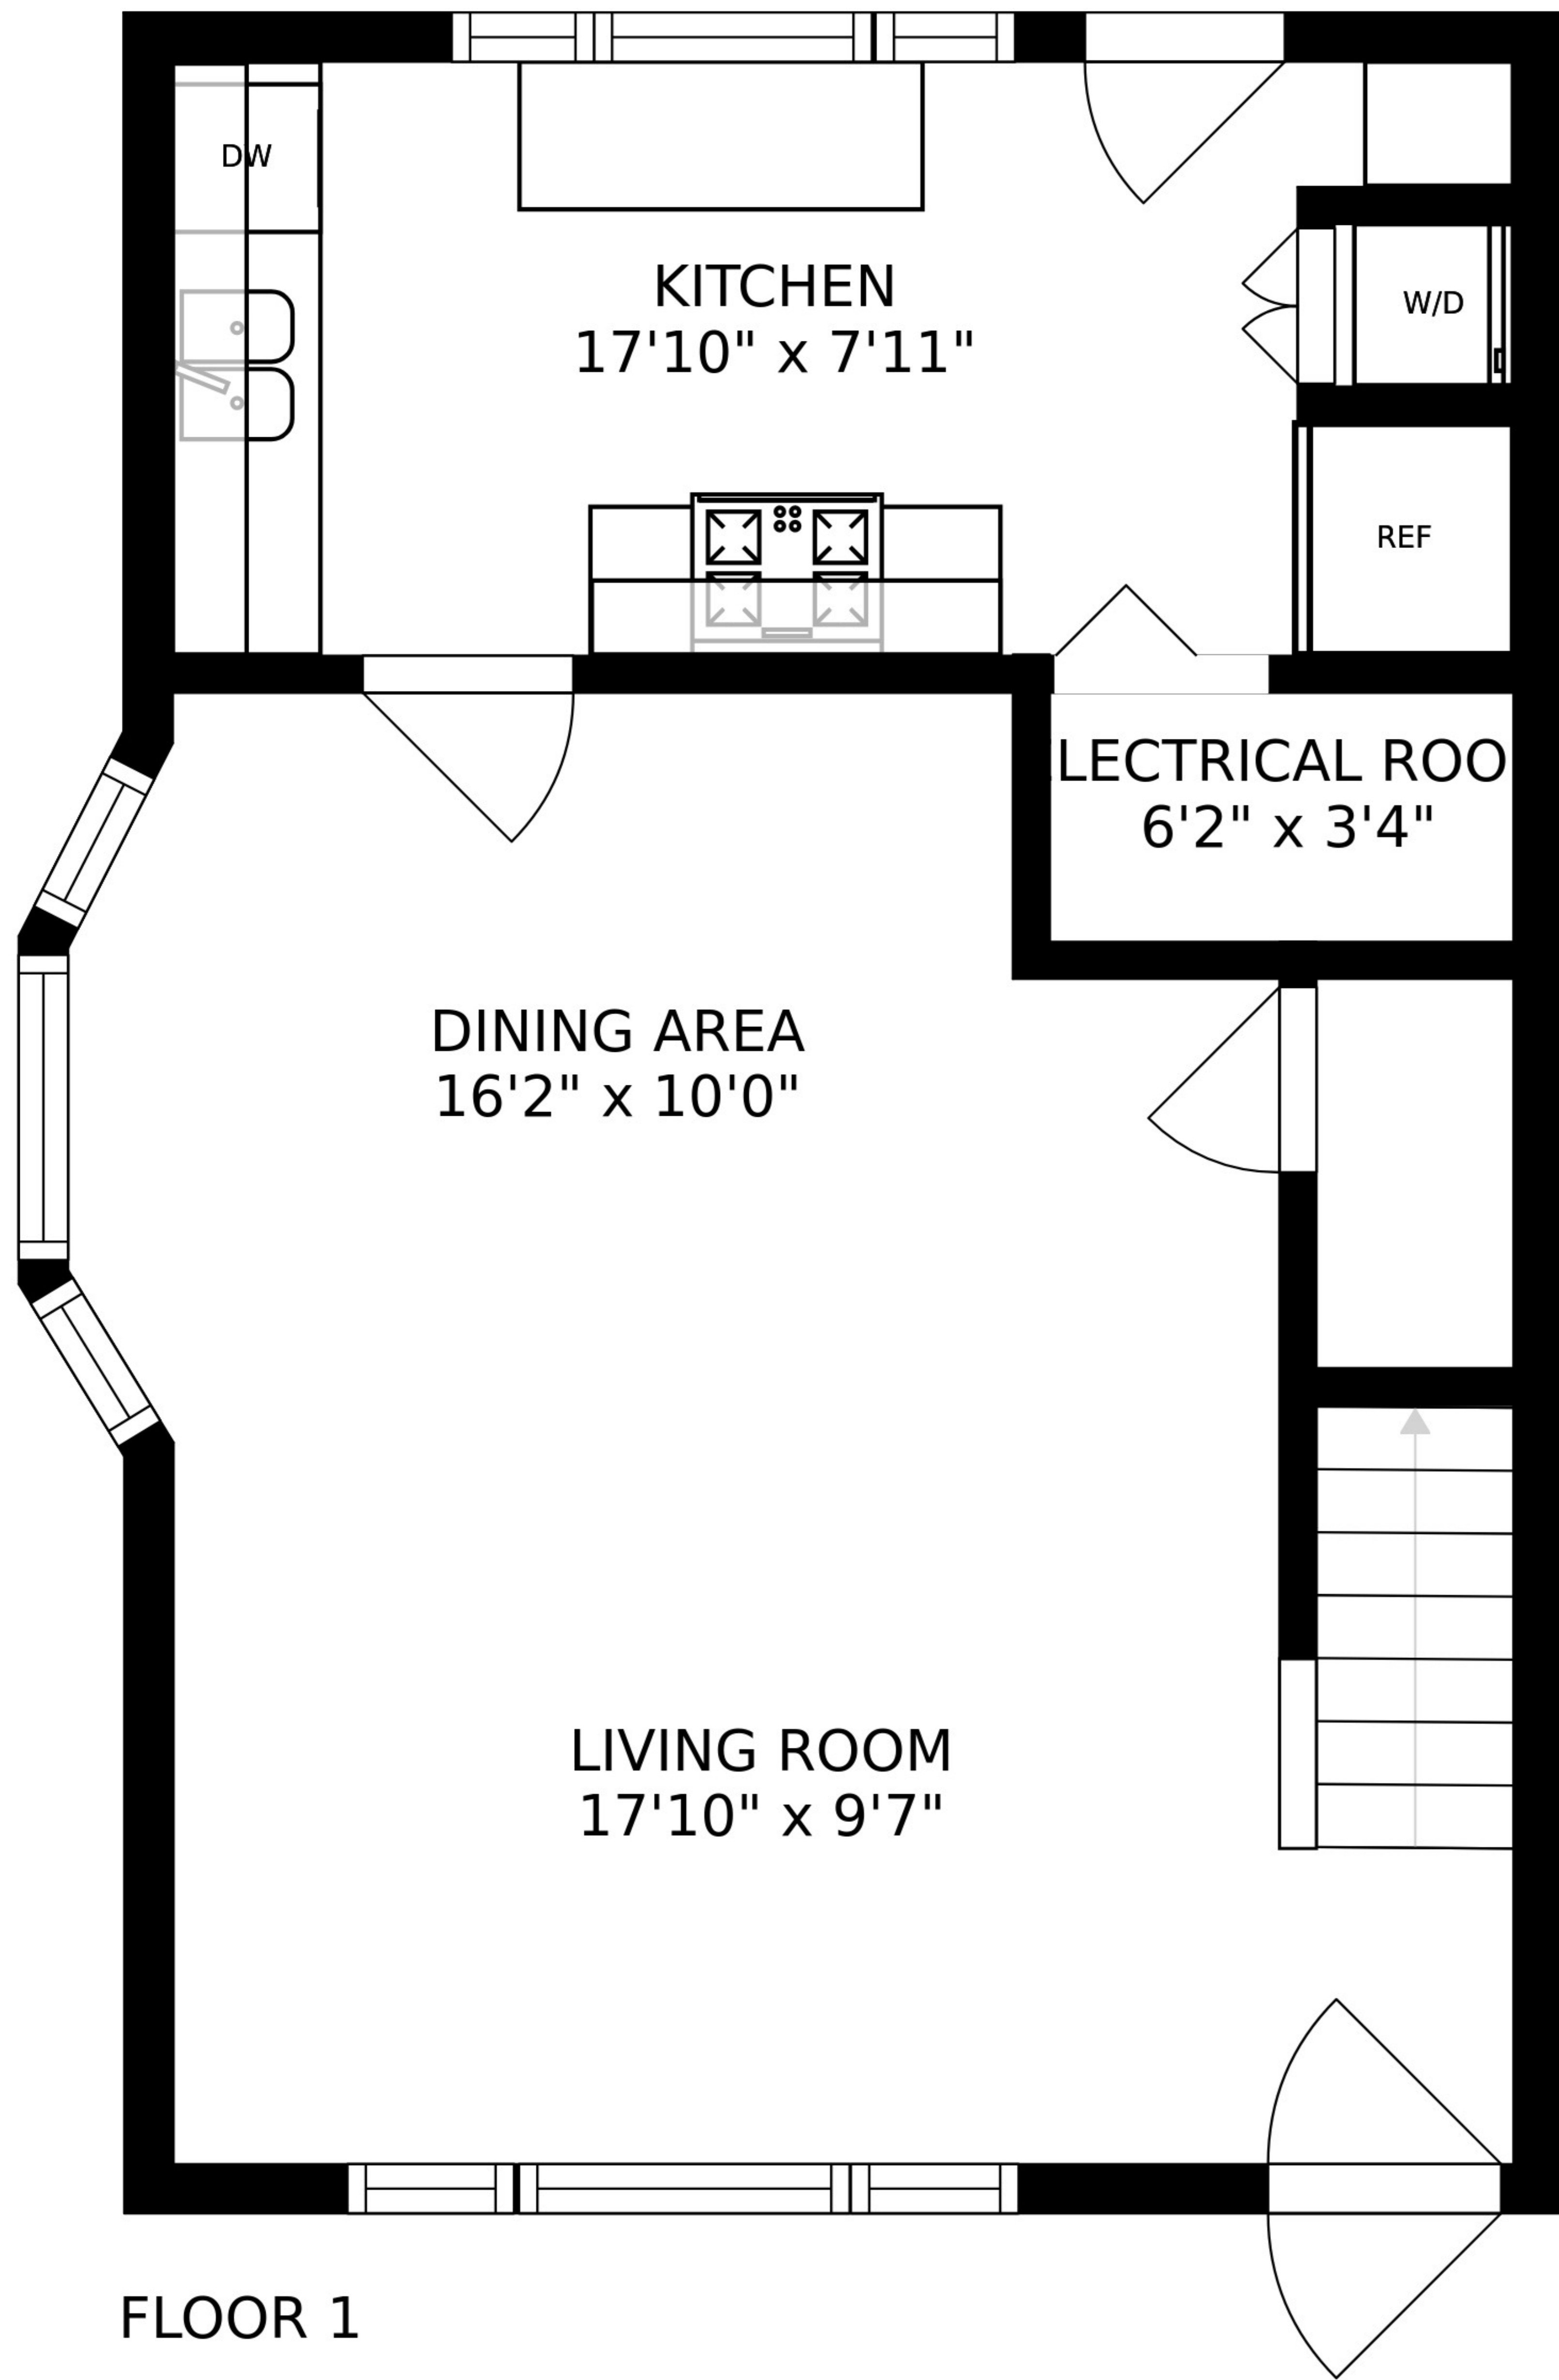 DW
KITCHEN
17'10" x 7'11"
W/D
REF
LECTRICAL ROO
6'2" x 3'4"
DINING AREA
16'2" x 10'0"
LIVING ROOM
17'10" x 9'7"
FLOOR 1